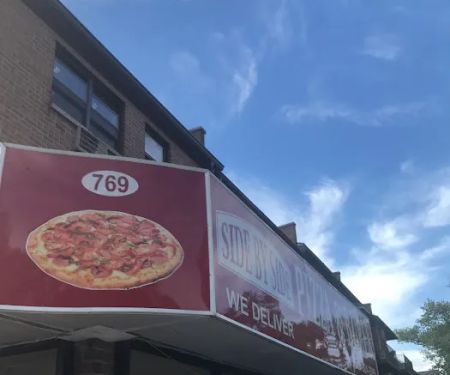 769
SIDE BY SIDE
PIZZA
WE DELIVER